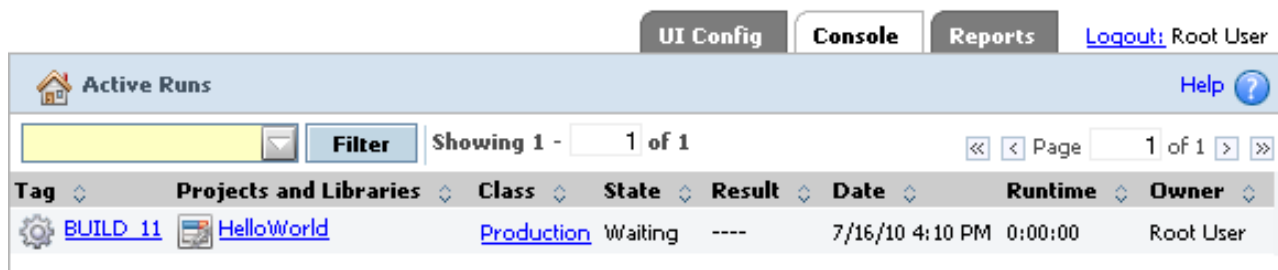 UI Config Console Reports Logout: Root User
Active Runs Help ?
Filter Showing 1 - 1 of 1 Page 1 of 1
Tag Projects and Libraries Class State Result Date Runtime Owner
BUILD_11 HelloWorld Production Waiting ---- 7/16/10 4:10 PM 0:00:00 Root User